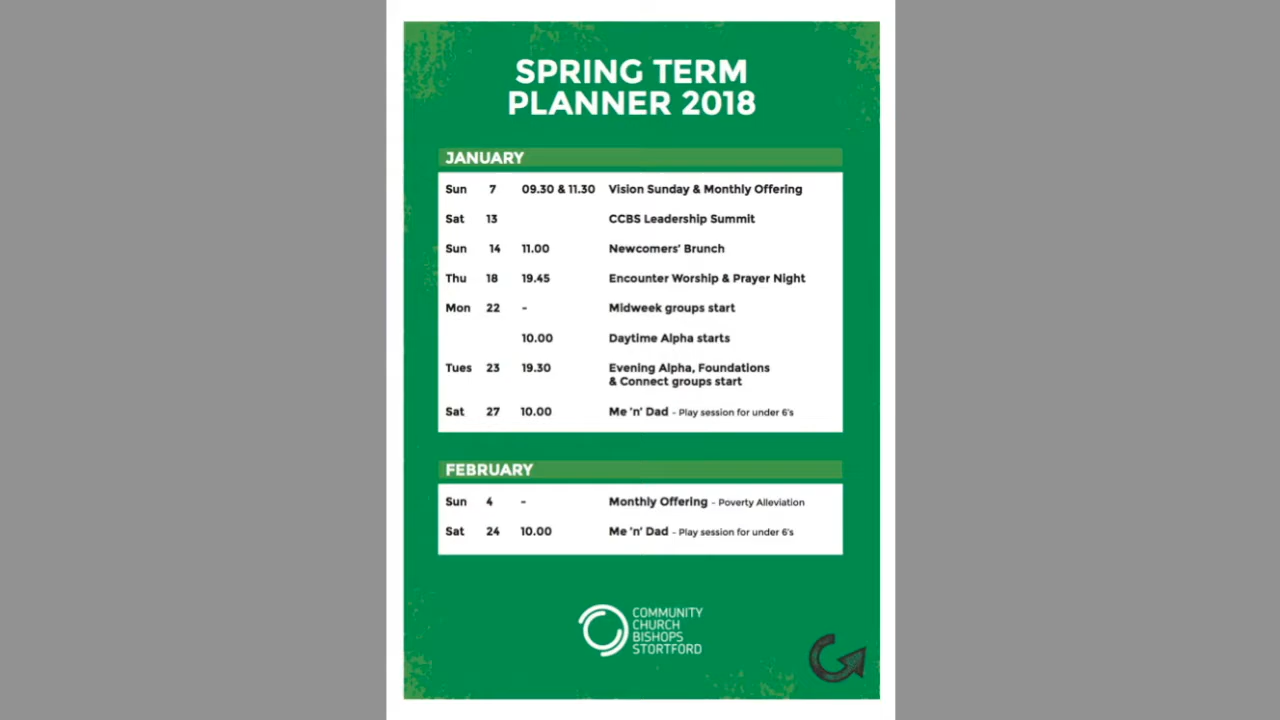 SPRING TERM
PLANNER 2018
JANUARY
Sun 7 09.30 & 11.30 Vision Sunday & Monthly Offering
Sat 13 CCBS Leadership Summit
Sun 14 11.00 Newcomers' Brunch
Thu 18 19.45 Encounter Worship & Prayer Night
Mon 22 - Midweek groups start
10.00 Daytime Alpha starts
Tues 23 19.30 Evening Alpha, Foundations
& Connect groups start
Sat 27 10.00 Me 'n' Dad - Play session for under 6's
FEBRUARY
Sun 4 - Monthly Offering - Poverty Alleviation
Sat 24 10.00 Me 'n' Dad - Play session for under 6's
COMMUNITY
CHURCH
BISHOPS
STORTFORD